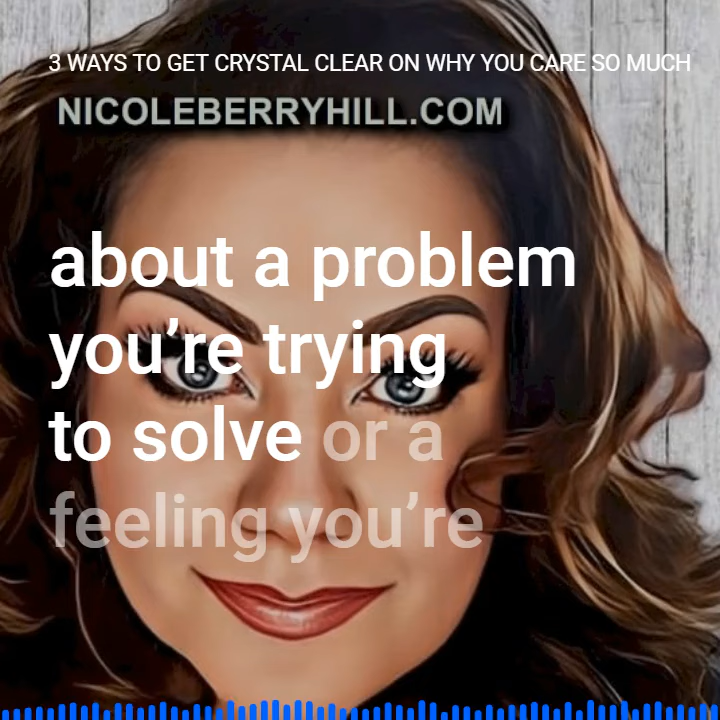 3 WAYS TO GET CRYSTAL CLEAR ON WHY YOU CARE SO MUCH
NICOLEBERRYHILL.COM
about a problem
you’re trying
to solve or a
feeling you’re